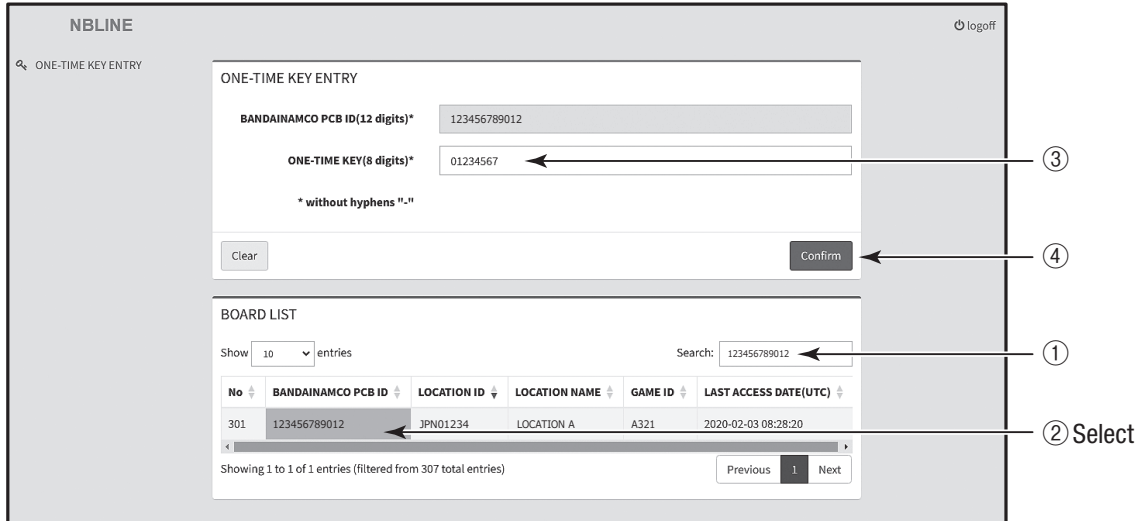 NBLINE
logoff
ONE-TIME KEY ENTRY
ONE-TIME KEY ENTRY
BANDAINAMCO PCB ID(12 digits)*
123456789012
ONE-TIME KEY(8 digits)*
01234567
③
* without hyphens "-"
Clear
Confirm
④
BOARD LIST
Show 10 entries
Search: 123456789012
①
No BANDAINAMCO PCB ID LOCATION ID LOCATION NAME GAME ID LAST ACCESS DATE(UTC)
301 123456789012 JPN01234 LOCATION A A321 2020-02-03 08:28:20
② Select
Showing 1 to 1 of 1 entries (filtered from 307 total entries)
Previous 1 Next